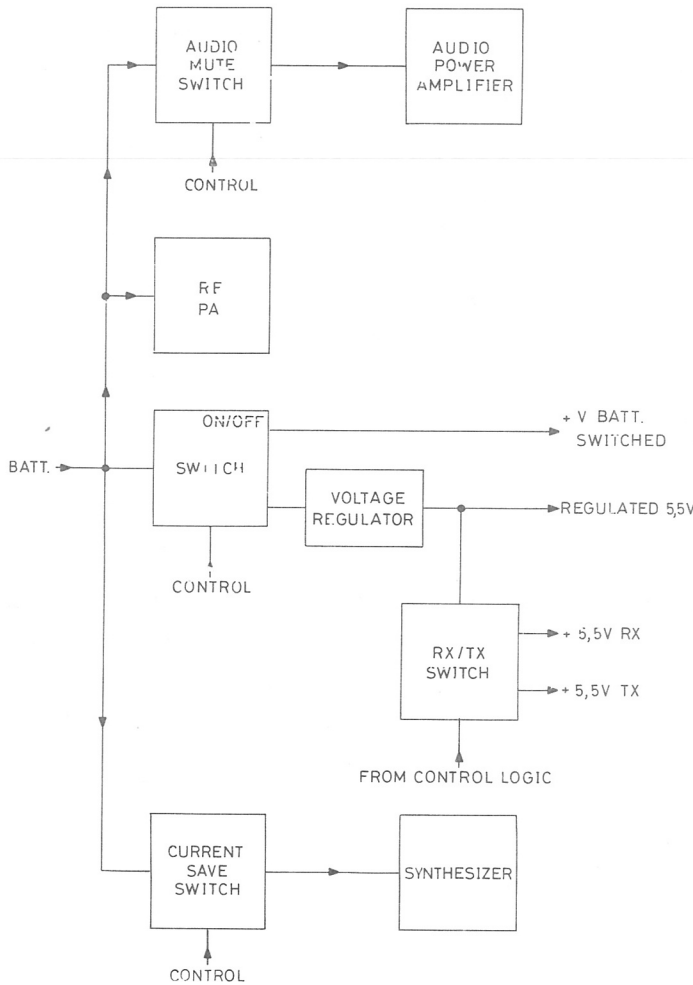 AUDIO
MUTE
SWITCH
AUDIO
POWER
AMPLIFIER
CONTROL
RF
PA
ON/OFF
SWITCH
BATT.
+ V BATT.
SWITCHED
VOLTAGE
REGULATOR
REGULATED 5,5V
CONTROL
RX/TX
SWITCH
+ 5,5V RX
+ 5,5V TX
FROM CONTROL LOGIC
CURRENT
SAVE
SWITCH
SYNTHESIZER
CONTROL